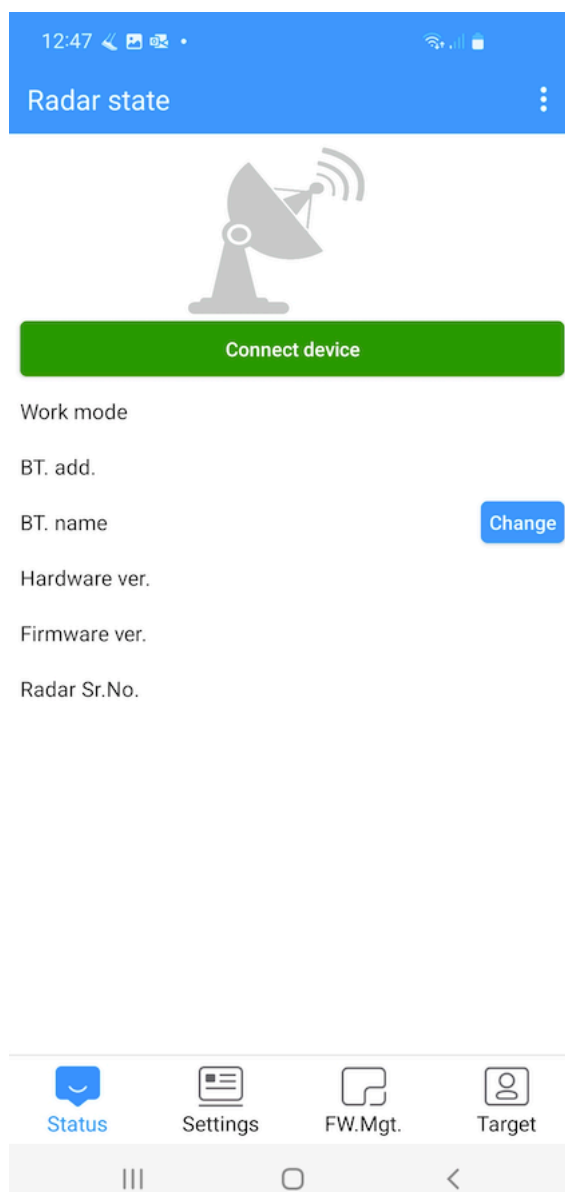 12:47
Radar state
Connect device
Work mode
BT. add.
BT. name Change
Hardware ver.
Firmware ver.
Radar Sr.No.
Status Settings FW.Mgt. Target